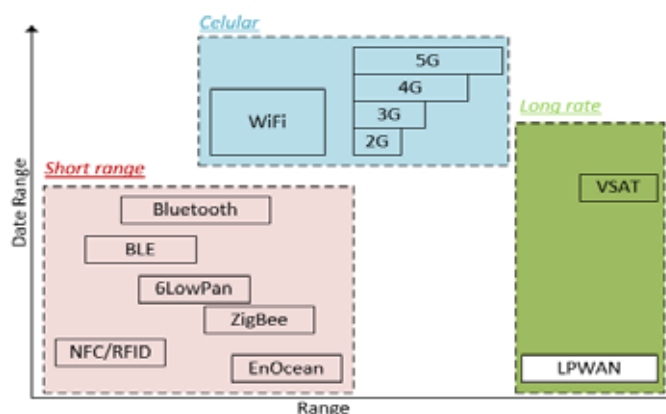 Celular
5G
4G
3G
2G
WiFi
Long rate
VSAT
LPWAN
Short range
Bluetooth
BLE
6LowPan
ZigBee
NFC/RFID
EnOcean
Date Range
Range